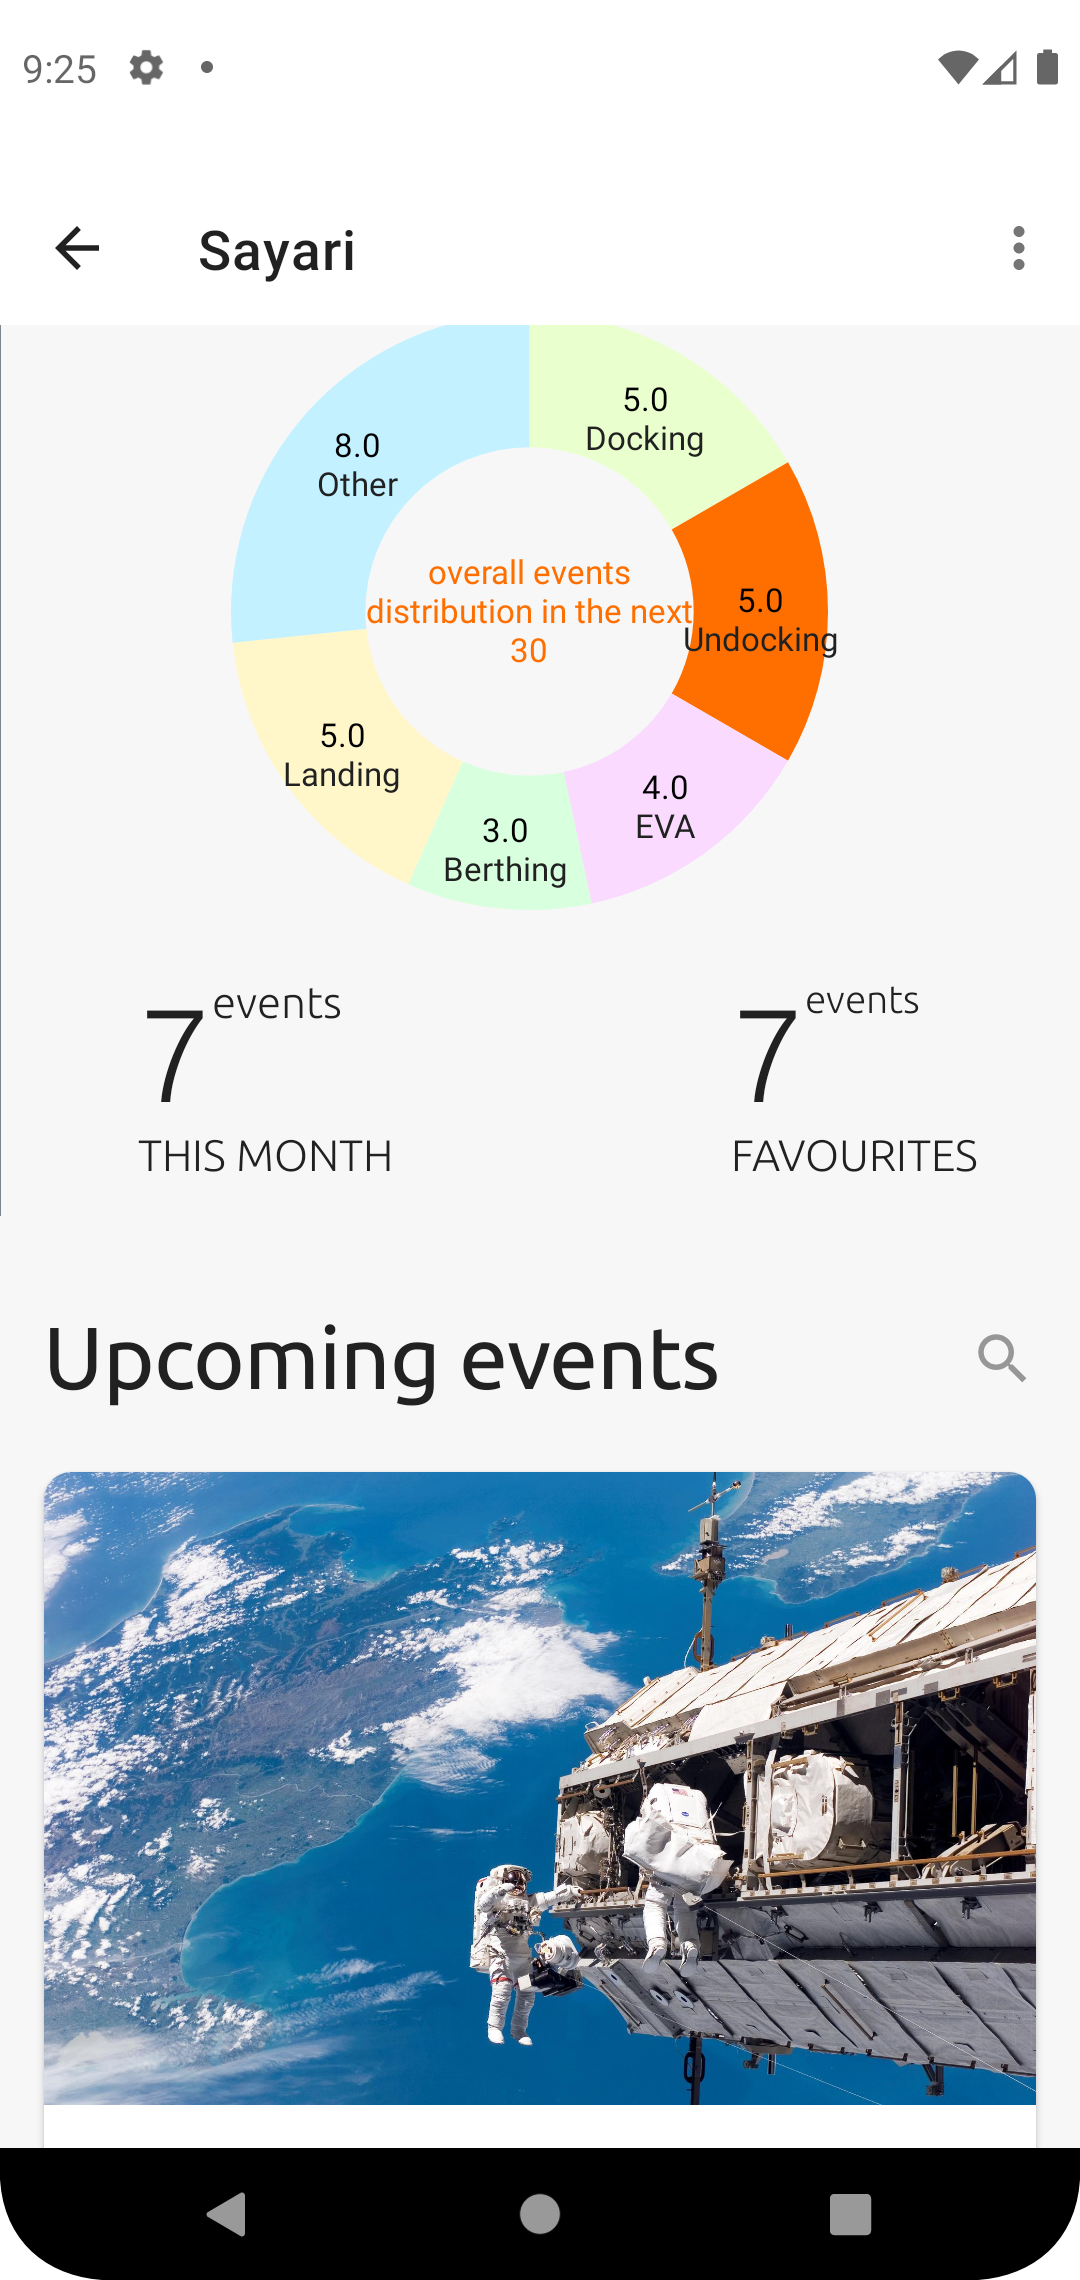 9:25
Sayari
5.0
Docking
8.0
Other
overall events
distribution in the next
30
5.0
Undocking
5.0
Landing
4.0
EVA
3.0
Berthing
7 events
THIS MONTH
7 events
FAVOURITES
Upcoming events